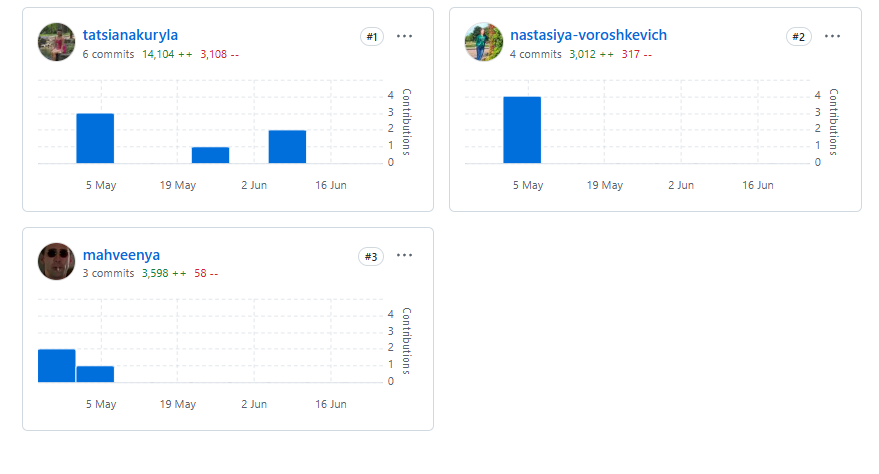 tatsianakuryla #1 ...
6 commits 14,104 ++ 3,108 --
4
3
2
1
0
Contributions
5 May 19 May 2 Jun 16 Jun
nastasiya-voroshkevich #2 ...
4 commits 3,012 ++ 317 --
4
3
2
1
0
Contributions
5 May 19 May 2 Jun 16 Jun
mahveenya #3 ...
3 commits 3,598 ++ 58 --
4
3
2
1
0
Contributions
5 May 19 May 2 Jun 16 Jun